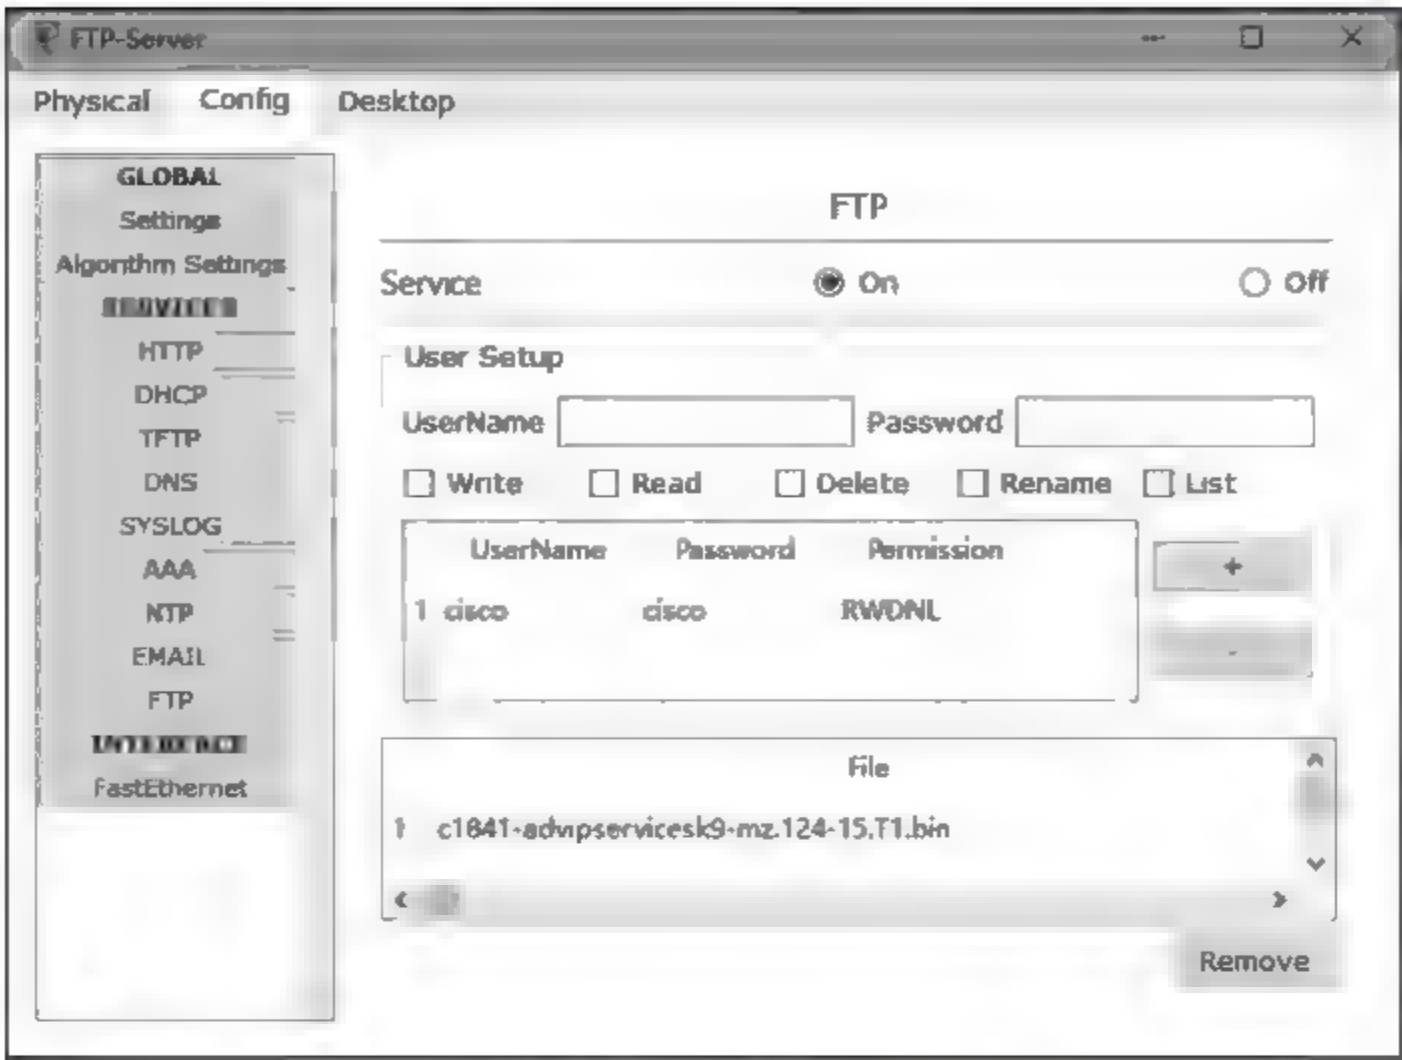 FTP-Server
Physical Config Desktop
GLOBAL
Settings
Algorithm Settings
SERVICES
HTTP
DHCP
TFTP
DNS
SYSLOG
AAA
NTP
EMAIL
FTP
INTERFACE
FastEthernet
FTP
Service On Off
User Setup
UserName Password
Write Read Delete Rename List
UserName Password Permission
1 cisco cisco RWDNL
+
-
File
1 c1841-advipservicesk9-mz.124-15.T1.bin
Remove